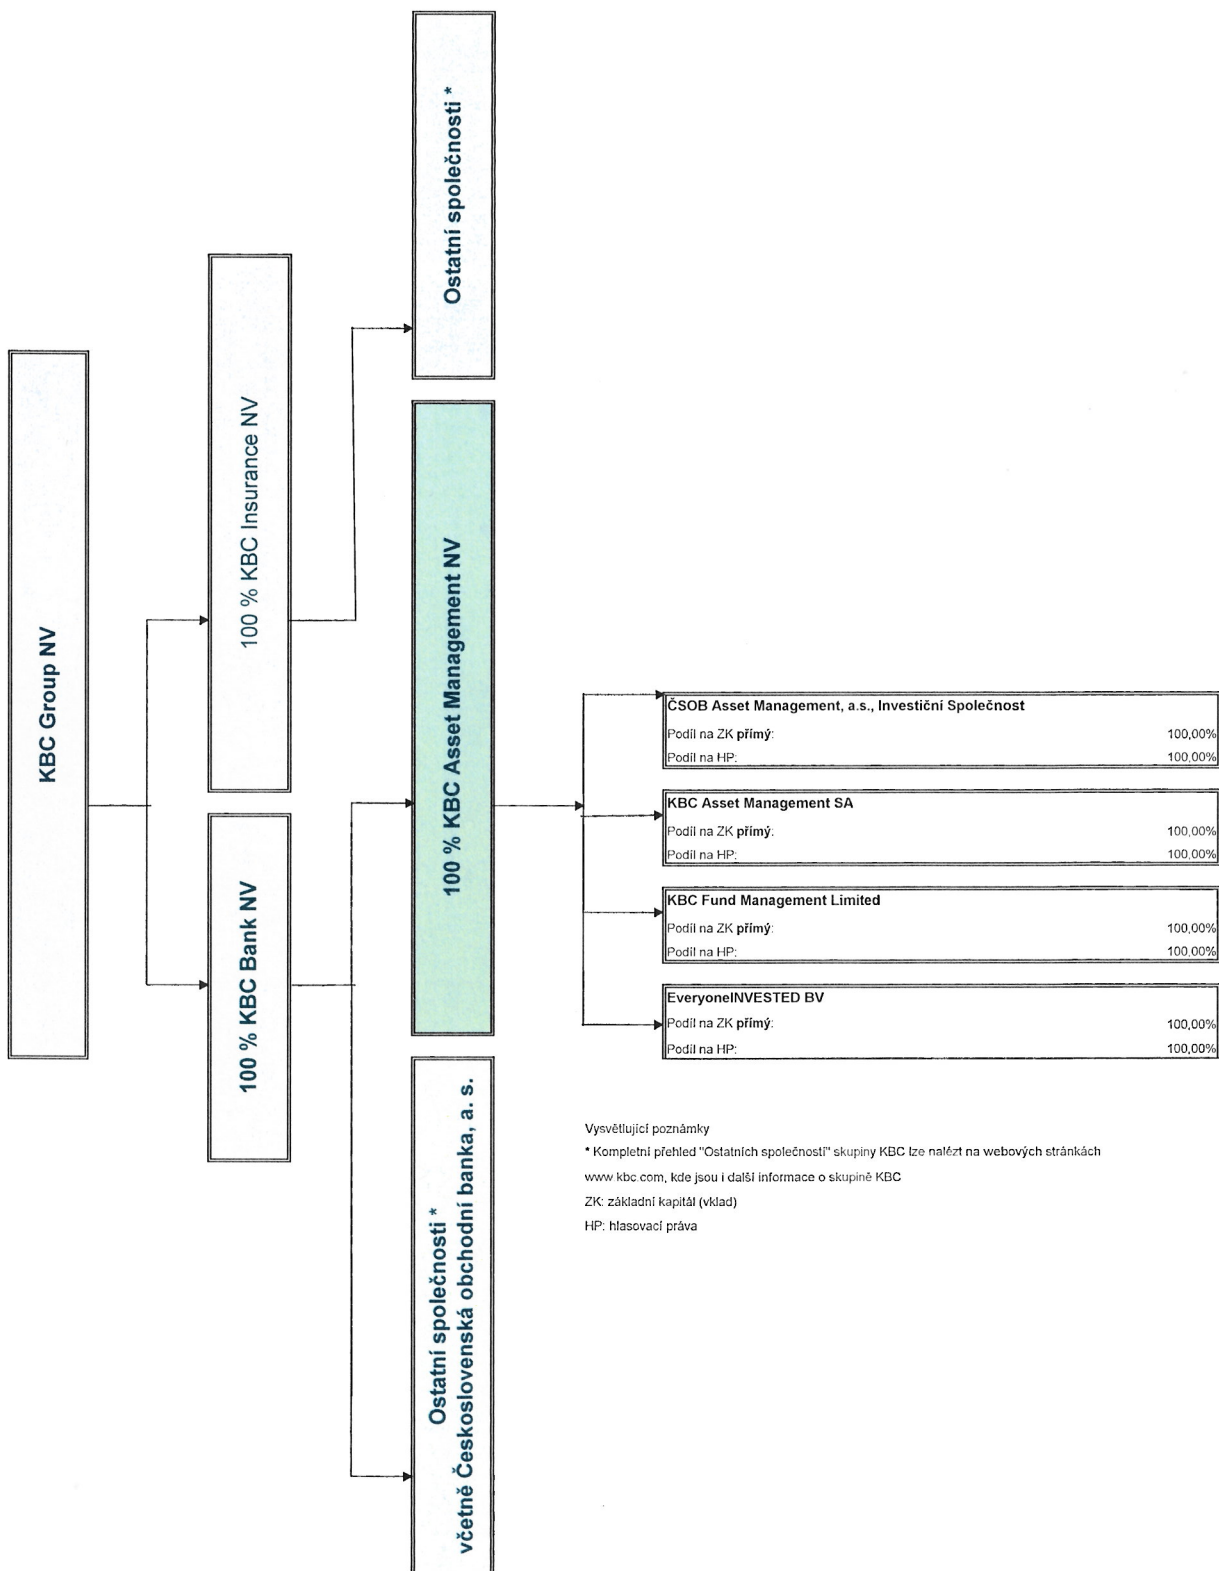 KBC Group NV
100 % KBC Insurance NV
100 % KBC Bank NV
Ostatní společnosti *
100 % KBC Asset Management NV
Ostatní společnosti *
včetně Československá obchodní banka, a. s.
ČSOB Asset Management, a.s., Investiční Společnost
Podíl na ZK přímý: 100,00%
Podíl na HP: 100,00%
KBC Asset Management SA
Podíl na ZK přímý: 100,00%
Podíl na HP: 100,00%
KBC Fund Management Limited
Podíl na ZK přímý: 100,00%
Podíl na HP: 100,00%
EveryoneINVESTED BV
Podíl na ZK přímý: 100,00%
Podíl na HP: 100,00%
Vysvětlující poznámky
* Kompletní přehled "Ostatních společností" skupiny KBC lze nalézt na webových stránkách
www.kbc.com, kde jsou i další informace o skupině KBC
ZK: základní kapitál (vklad)
HP: hlasovací práva